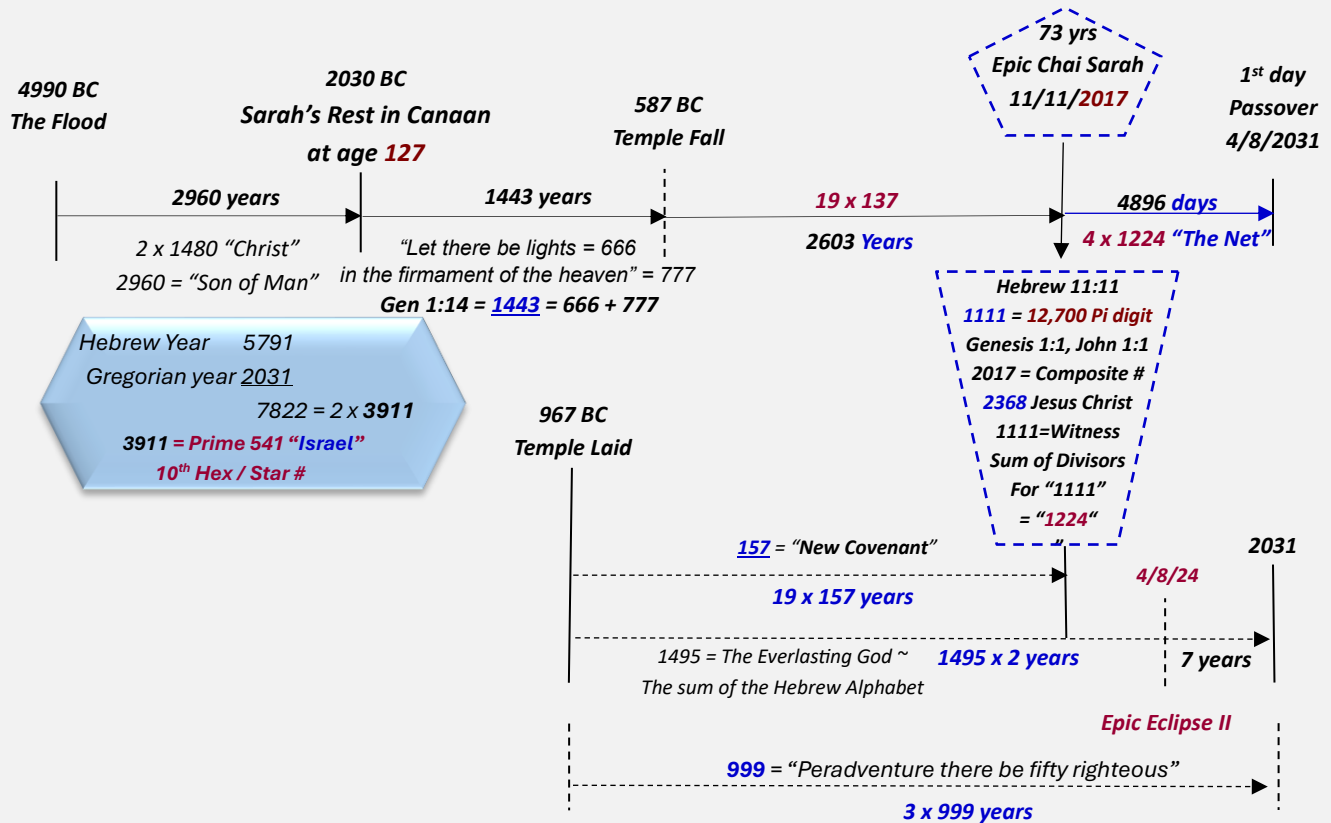 4990 BC
The Flood
2030 BC
Sarah's Rest in Canaan
at age 127
587 BC
Temple Fall
73 yrs
Epic Chai Sarah
11/11/2017
1st day
Passover
4/8/2031
2960 years
2 x 1480 "Christ"
2960 = "Son of Man"
1443 years
"Let there be lights = 666
in the firmament of the heaven" = 777
Gen 1:14 = 1443 = 666 + 777
19 x 137
2603 Years
4896 days
4 x 1224 "The Net"
Hebrew 11:11
1111 = 12,700 Pi digit
Genesis 1:1, John 1:1
2017 = Composite #
2368 Jesus Christ
1111=Witness
Sum of Divisors
For "1111"
= "1224"
"
Hebrew Year 5791
Gregorian year 2031
7822 = 2 x 3911
3911 = Prime 541 "Israel"
10th Hex / Star #
967 BC
Temple Laid
157 = "New Covenant"
19 x 157 years
4/8/24
2031
1495 = The Everlasting God ~
The sum of the Hebrew Alphabet
1495 x 2 years
7 years
Epic Eclipse II
999 = "Peradventure there be fifty righteous"
3 x 999 years